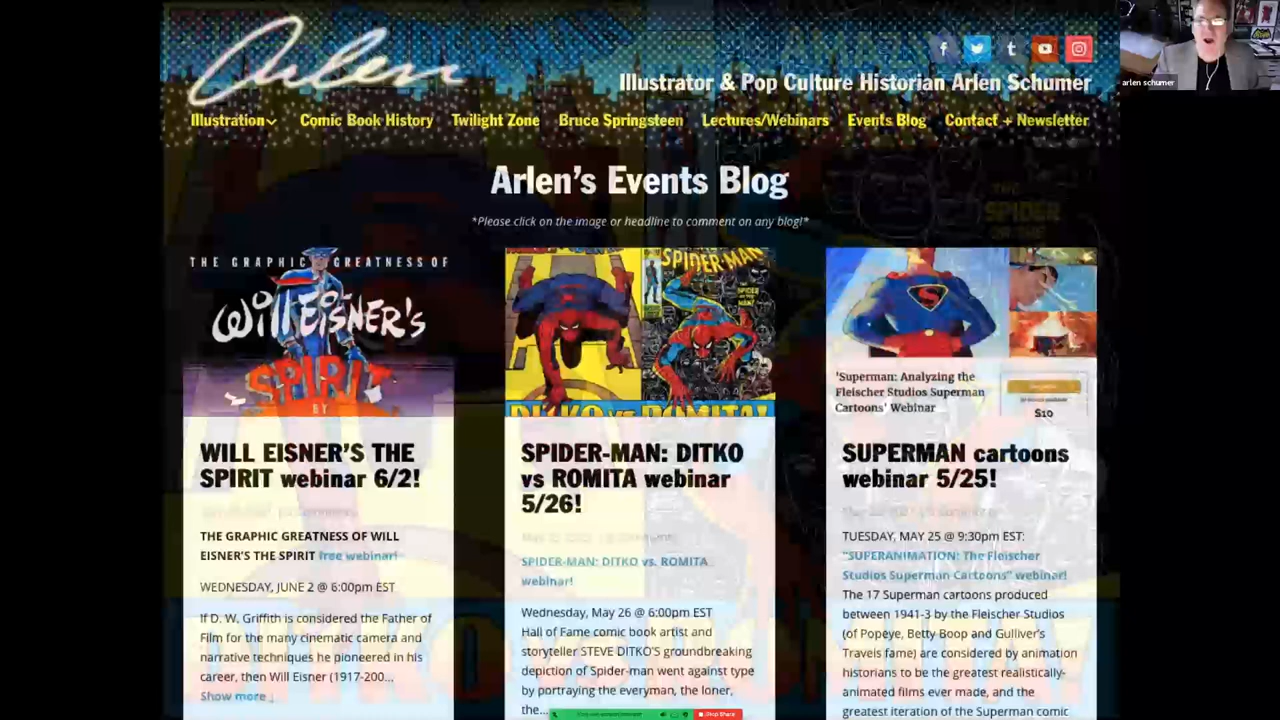 Arlen
Illustrator & Pop Culture Historian Arlen Schumer
arlen schumer
Illustration Comic Book History Twilight Zone Bruce Springsteen Lectures/Webinars Events Blog Contact + Newsletter
Arlen's Events Blog
*Please click on the image or headline to comment on any blog!*
THE GRAPHIC GREATNESS OF
Will EISNER'S
SPIRIT
BY
WILL EISNER'S THE
SPIRIT webinar 6/2!
THE GRAPHIC GREATNESS OF WILL
EISNER'S THE SPIRIT free webinar!
WEDNESDAY, JUNE 2 @ 6:00pm EST
If D. W. Griffith is considered the Father of
Film for the many cinematic camera and
narrative techniques he pioneered in his
career, then Will Eisner (1917-200...
Show more
SPIDER-MAN
DITKO vs ROMITA!
SPIDER-MAN: DITKO
vs ROMITA webinar
5/26!
SPIDER-MAN: DITKO vs. ROMITA
webinar!
Wednesday, May 26 @ 6:00pm EST
Hall of Fame comic book artist and
storyteller STEVE DITKO'S groundbreaking
depiction of Spider-man went against type
by portraying the everyman, the loner,
the...
'Superman: Analyzing the
Fleischer Studios Superman
Cartoons' Webinar
$10
SUPERMAN cartoons
webinar 5/25!
TUESDAY, MAY 25 @ 9:30pm EST:
"SUPERANIMATION: The Fleischer
Studios Superman Cartoons" webinar!
The 17 Superman cartoons produced
between 1941-3 by the Fleischer Studios
(of Popeye, Betty Boop and Gulliver's
Travels fame) are considered by animation
historians to be the greatest realistically-
animated films ever made, and the
greatest iteration of the Superman comic
Stop Share